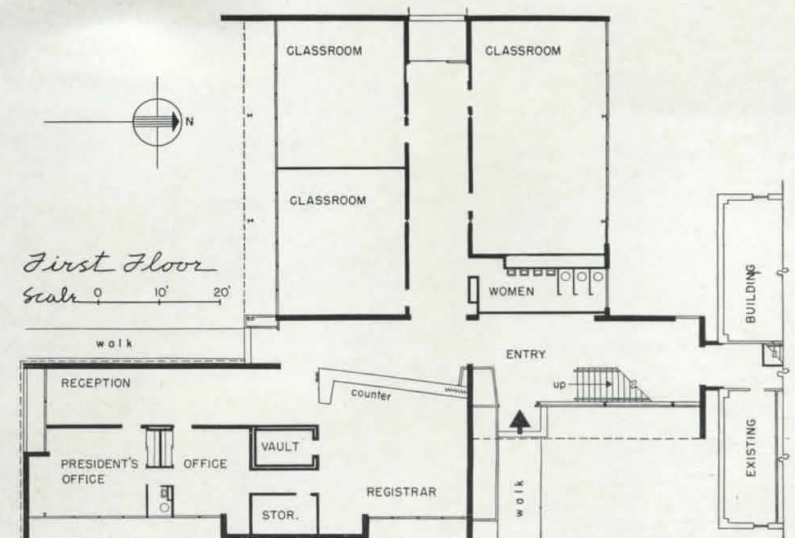 CLASSROOM
CLASSROOM
N
CLASSROOM
First Floor
Scale 0 10' 20'
WOMEN
BUILDING
walk
ENTRY
RECEPTION
up
counter
VAULT
PRESIDENT'S
OFFICE
OFFICE
EXISTING
REGISTRAR
STOR.
walk